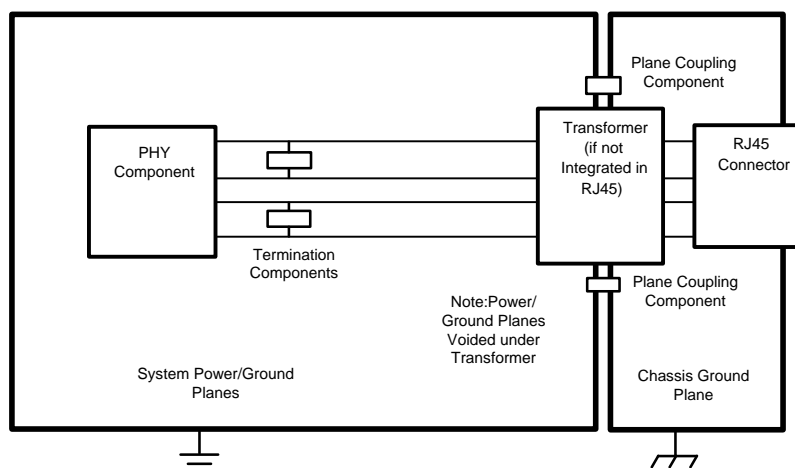 Plane Coupling
Component
Transformer
(if not
Integrated in
RJ45)
RJ45
Connector
PHY
Component
Termination
Components
Plane Coupling
Component
Note:Power/
Ground Planes
Voided under
Transformer
System Power/Ground
Planes
Chassis Ground
Plane